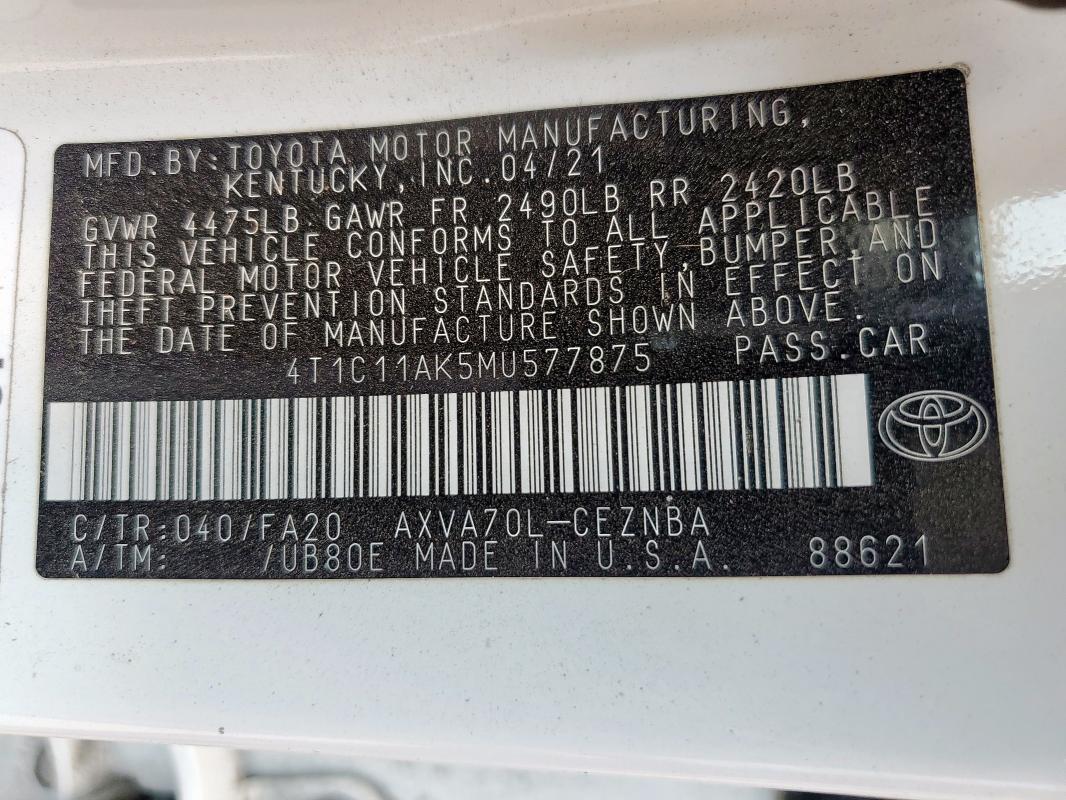 MFD.BY:TOYOTA MOTOR MANUFACTURING,
KENTUCKY,INC.04/21
GVWR 4475LB GAWR FR 2490LB RR 2420LB
THIS VEHICLE CONFORMS TO ALL APPLICABLE
FEDERAL MOTOR VEHICLE SAFETY,BUMPER,AND
THEFT PREVENTION STANDARDS IN EFFECT ON
THE DATE OF MANUFACTURE SHOWN ABOVE.
4T1C11AK5MU577875 PASS.CAR
C/TR:040/FA20 AXVA70L-CEZNBA
A/TM: /UB80E MADE IN U.S.A. 88621